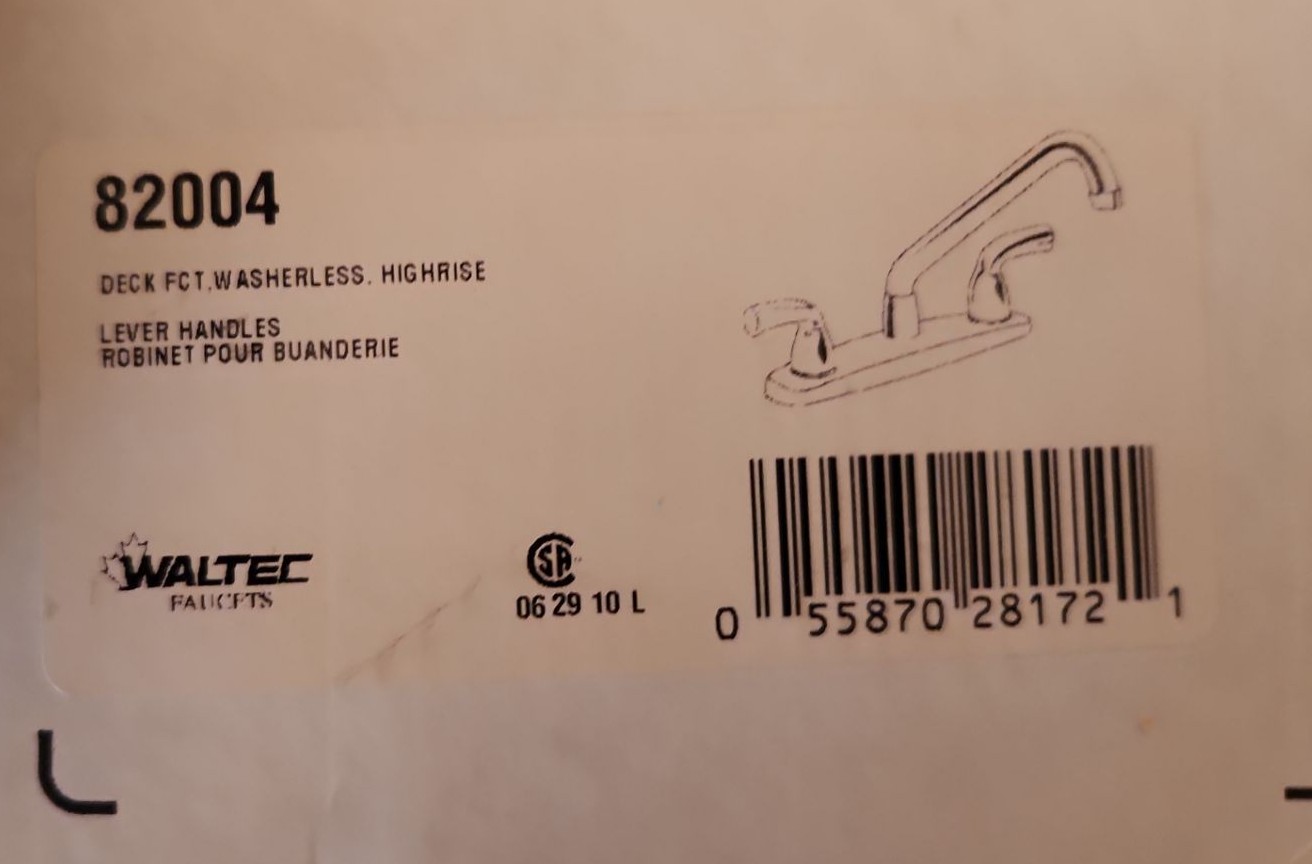 82004
DECK FCT, WASHERLESS. HIGHRISE
LEVER HANDLES
ROBINET POUR BUANDERIE
WALTEC
FAUCETS
SA
06 29 10 L
0 55870 28172 1